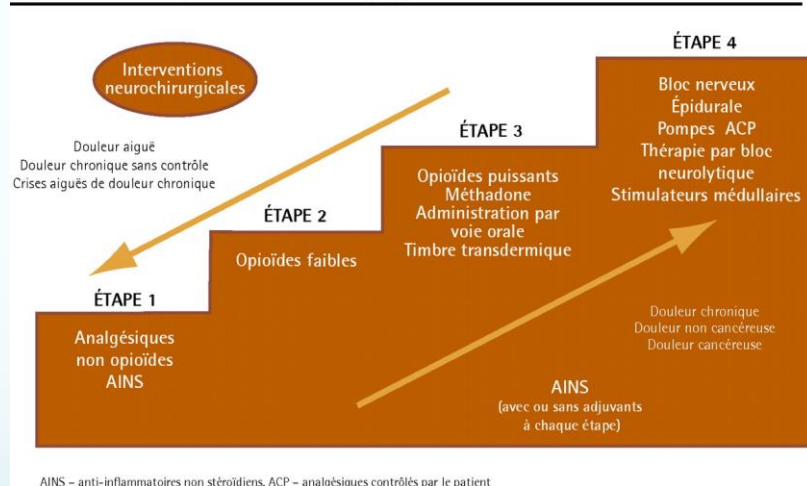 Interventions
neurochirurgicales
Douleur aiguë
Douleur chronique sans contrôle
Crises aiguës de douleur chronique
ÉTAPE 1
Analgésiques
non opioïdes
AINS
ÉTAPE 2
Opioïdes faibles
ÉTAPE 3
Opioïdes puissants
Méthadone
Administration par
voie orale
Timbre transdermique
ÉTAPE 4
Bloc nerveux
Épidurale
Pompes ACP
Thérapie par bloc
neurolytique
Stimulateurs médullaires
Douleur chronique
Douleur non cancéreuse
Douleur cancéreuse
AINS
(avec ou sans adjuvants
à chaque étape)
AINS – anti-inflammatoires non stéroïdiens, ACP – analgésiques contrôlés par le patient